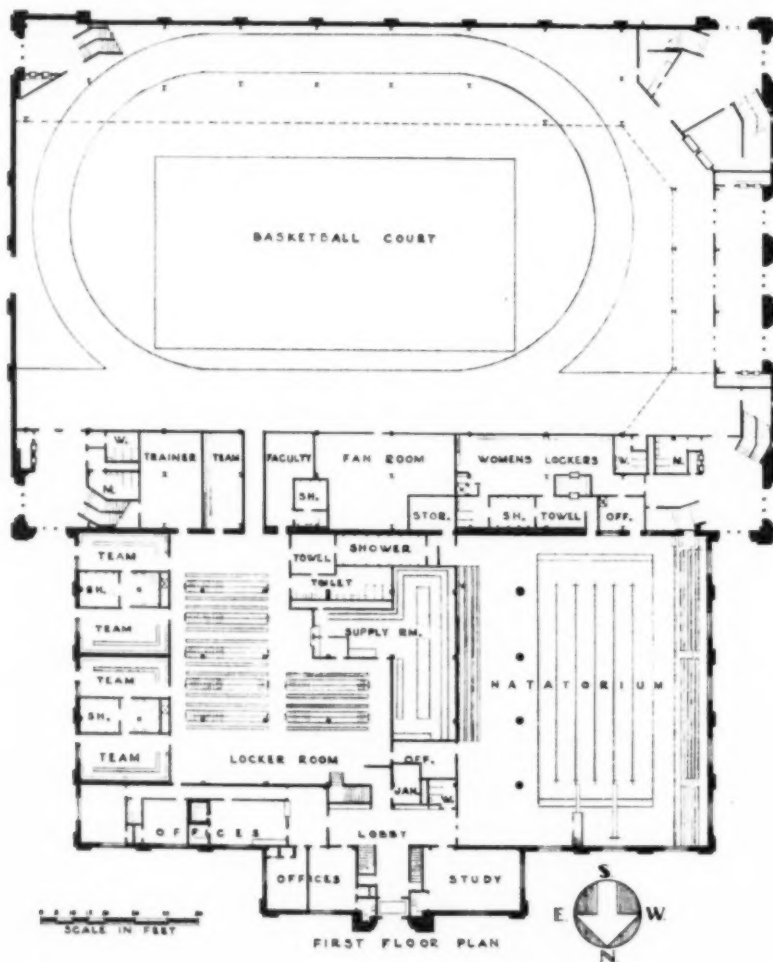 BASKETBALL COURT
W.
TRAINER
TEAM
FACULTY
FAN ROOM
WOMENS LOCKERS
W.
M.
M.
SH.
STOR.
SH.
TOWEL
OFF.
TEAM
TOWEL
SHOWER
SH.
TOILET
TEAM
SUPPLY RM.
TEAM
NATATORIUM
SH.
TEAM
LOCKER ROOM
OFF.
JAN.
W.
OFFICES
LOBBY
OFFICES
STUDY
S
E. W.
N.
SCALE IN FEET
FIRST FLOOR PLAN